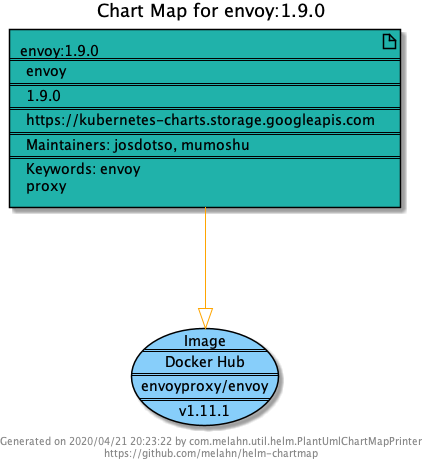 Chart Map for envoy:1.9.0
envoy:1.9.0
envoy
1.9.0
https://kubernetes-charts.storage.googleapis.com
Maintainers: josdotso, mumoshu
Keywords: envoy
proxy
Image
Docker Hub
envoyproxy/envoy
v1.11.1
Generated on 2020/04/21 20:23:22 by com.melahn.util.helm.PlantUmlChartMapPrinter
https://github.com/melahn/helm-chartmap